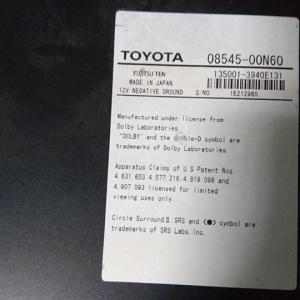 TOYOTA 08545-00N60
FUJITSU TEN 135001-3940E131
MADE IN JAPAN
12V NEGATIVE GROUND S/NO 1E212960
Manufactured under license from
Dolby Laboratories.
"DOLBY" and the double-D symbol are
trademarks of Dolby Laboratories.
Apparatus Claims of U S Patent Nos.
4.631.603 4.577.216 4.819.098 and
4.907.093 licensed for limited
viewing uses only.
Circle Surround II, SRS and (●) symbol are
trademarks of SRS Labs, Inc.